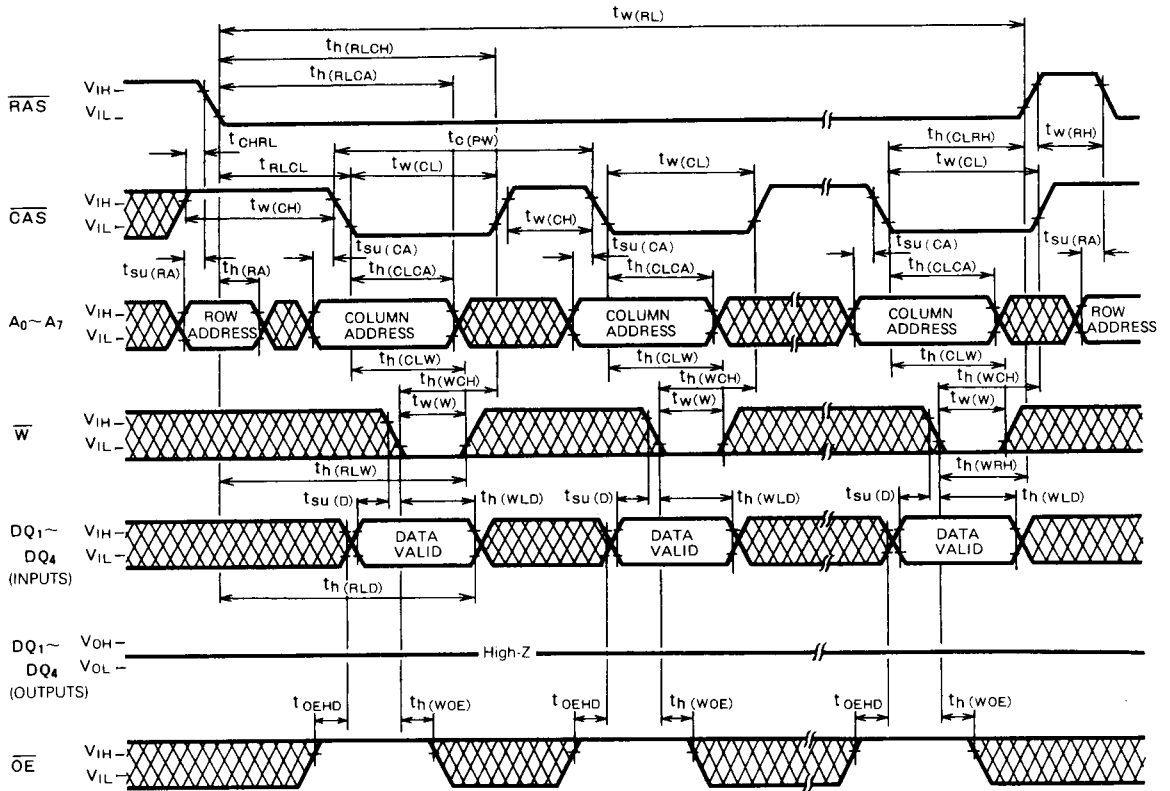 tw(RL)
th(RLCH)
th(RLCA)
RAS
VIH
VIL
tCHRL
tRLCL
tC(PW)
tw(CL)
tw(CL)
th(CLRH)
tw(CL)
tw(RH)
CAS
VIH
VIL
tw(CH)
tw(CH)
tsu(RA)
th(RA)
tsu(CA)
th(CLCA)
tsu(CA)
th(CLCA)
tsu(CA)
th(CLCA)
tsu(RA)
A0~A7
VIH
VIL
ROW ADDRESS
COLUMN ADDRESS
COLUMN ADDRESS
COLUMN ADDRESS
ROW ADDRESS
th(CLW)
th(WCH)
tw(W)
th(CLW)
th(WCH)
tw(W)
th(CLW)
th(WCH)
tw(W)
W
VIH
VIL
th(RLW)
th(WRH)
tsu(D)
th(WLD)
tsu(D)
th(WLD)
tsu(D)
th(WLD)
DQ1~
DQ4
(INPUTS)
VIH
VIL
DATA VALID
DATA VALID
DATA VALID
th(RLD)
DQ1~
DQ4
(OUTPUTS)
VOH
VOL
High-Z
tOEHD
th(WOE)
tOEHD
th(WOE)
tOEHD
th(WOE)
OE
VIH
VIL